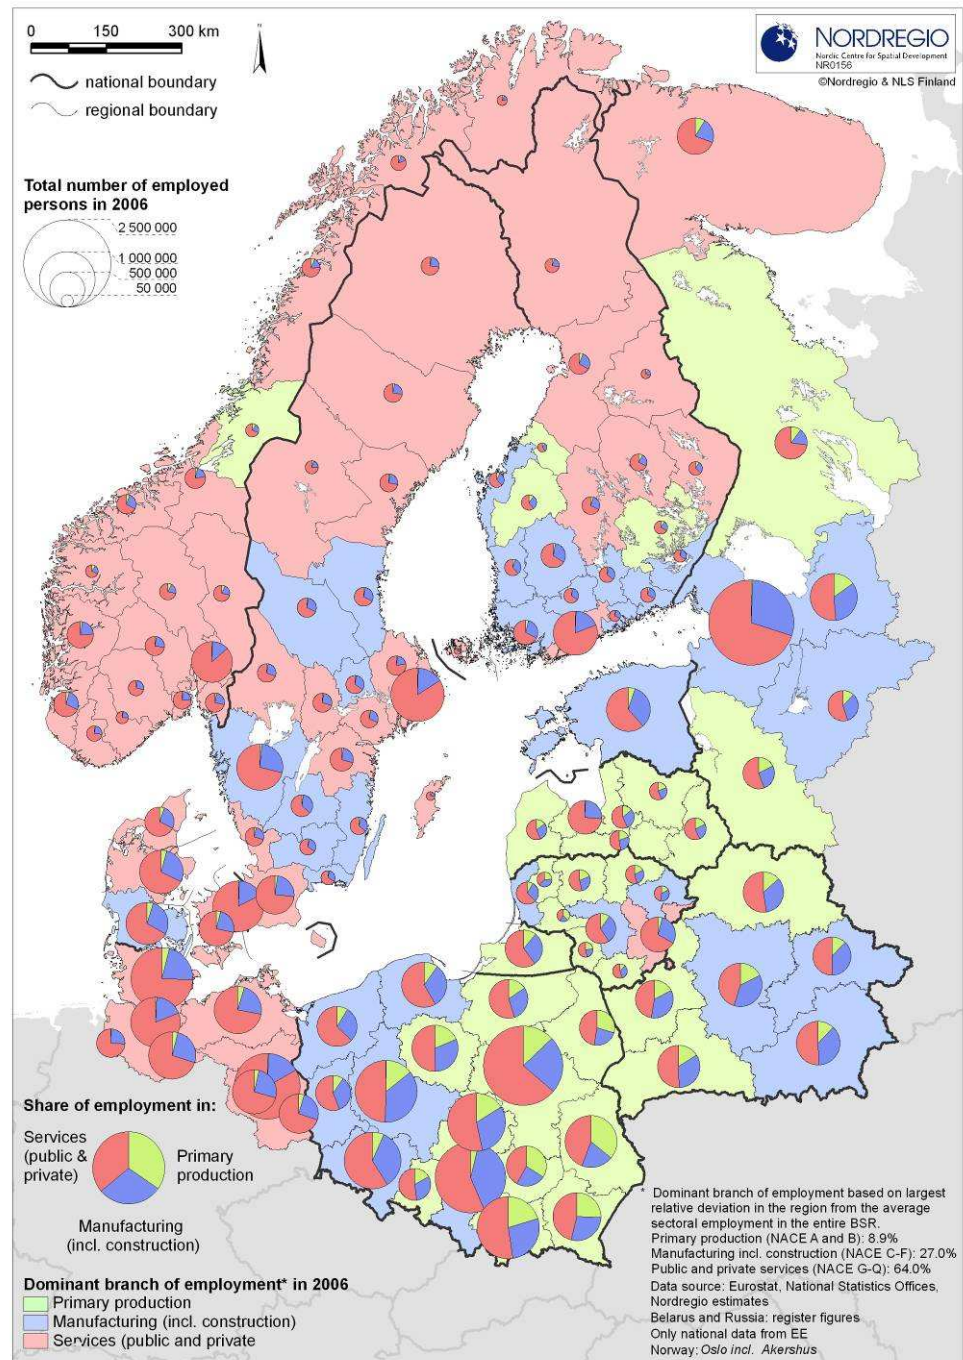 0 150 300 km
N
national boundary
regional boundary
NORDREGIO
Nordic Centre for Spatial Development
NR0156
©Nordregio & NLS Finland
Total number of employed
persons in 2006
2 500 000
1 000 000
500 000
50 000
Share of employment in:
Services
(public &
private)
Primary
production
Manufacturing
(incl. construction)
Dominant branch of employment* in 2006
Primary production
Manufacturing (incl. construction)
Services (public and private
* Dominant branch of employment based on largest
relative deviation in the region from the average
sectoral employment in the entire BSR.
Primary production (NACE A and B): 8.9%
Manufacturing incl. construction (NACE C-F): 27.0%
Public and private services (NACE G-Q): 64.0%
Data source: Eurostat, National Statistics Offices,
Nordregio estimates
Belarus and Russia: register figures
Only national data from EE
Norway: Oslo incl. Akershus